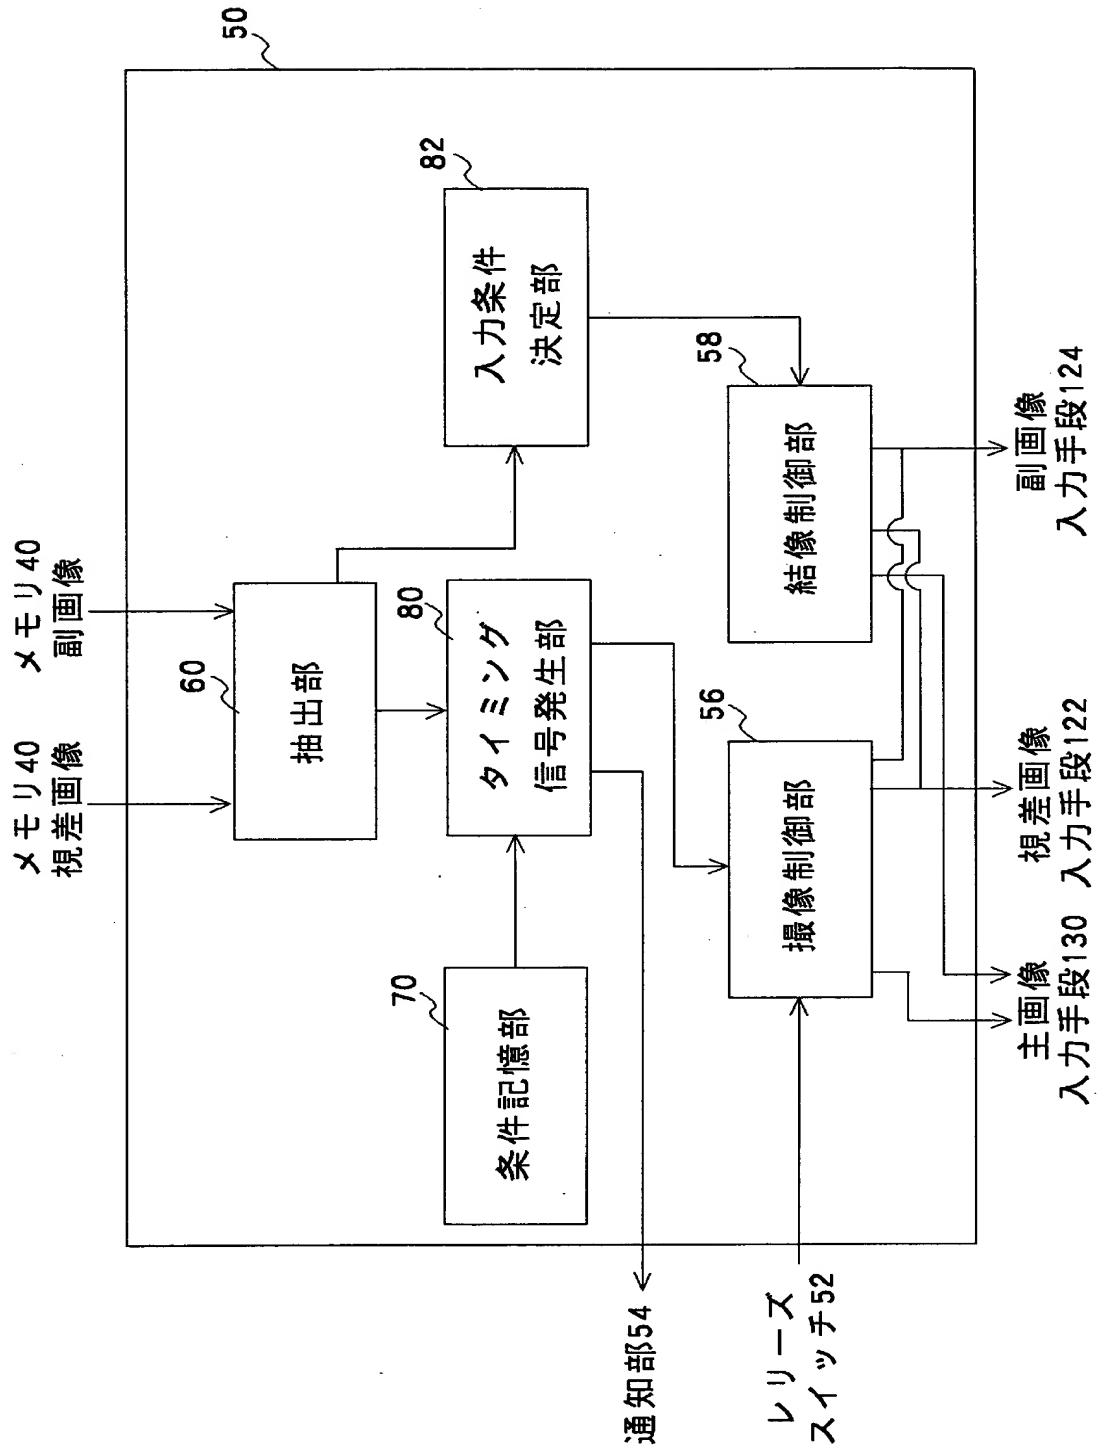 メモリ40
視差画像
メモリ40
副画像
50
60
抽出部
70
条件記憶部
80
タイミング
信号発生部
82
入力条件
決定部
通知部54
レリーズ
スイッチ52
56
撮像制御部
58
結像制御部
主画像
入力手段130
視差画像
入力手段122
副画像
入力手段124